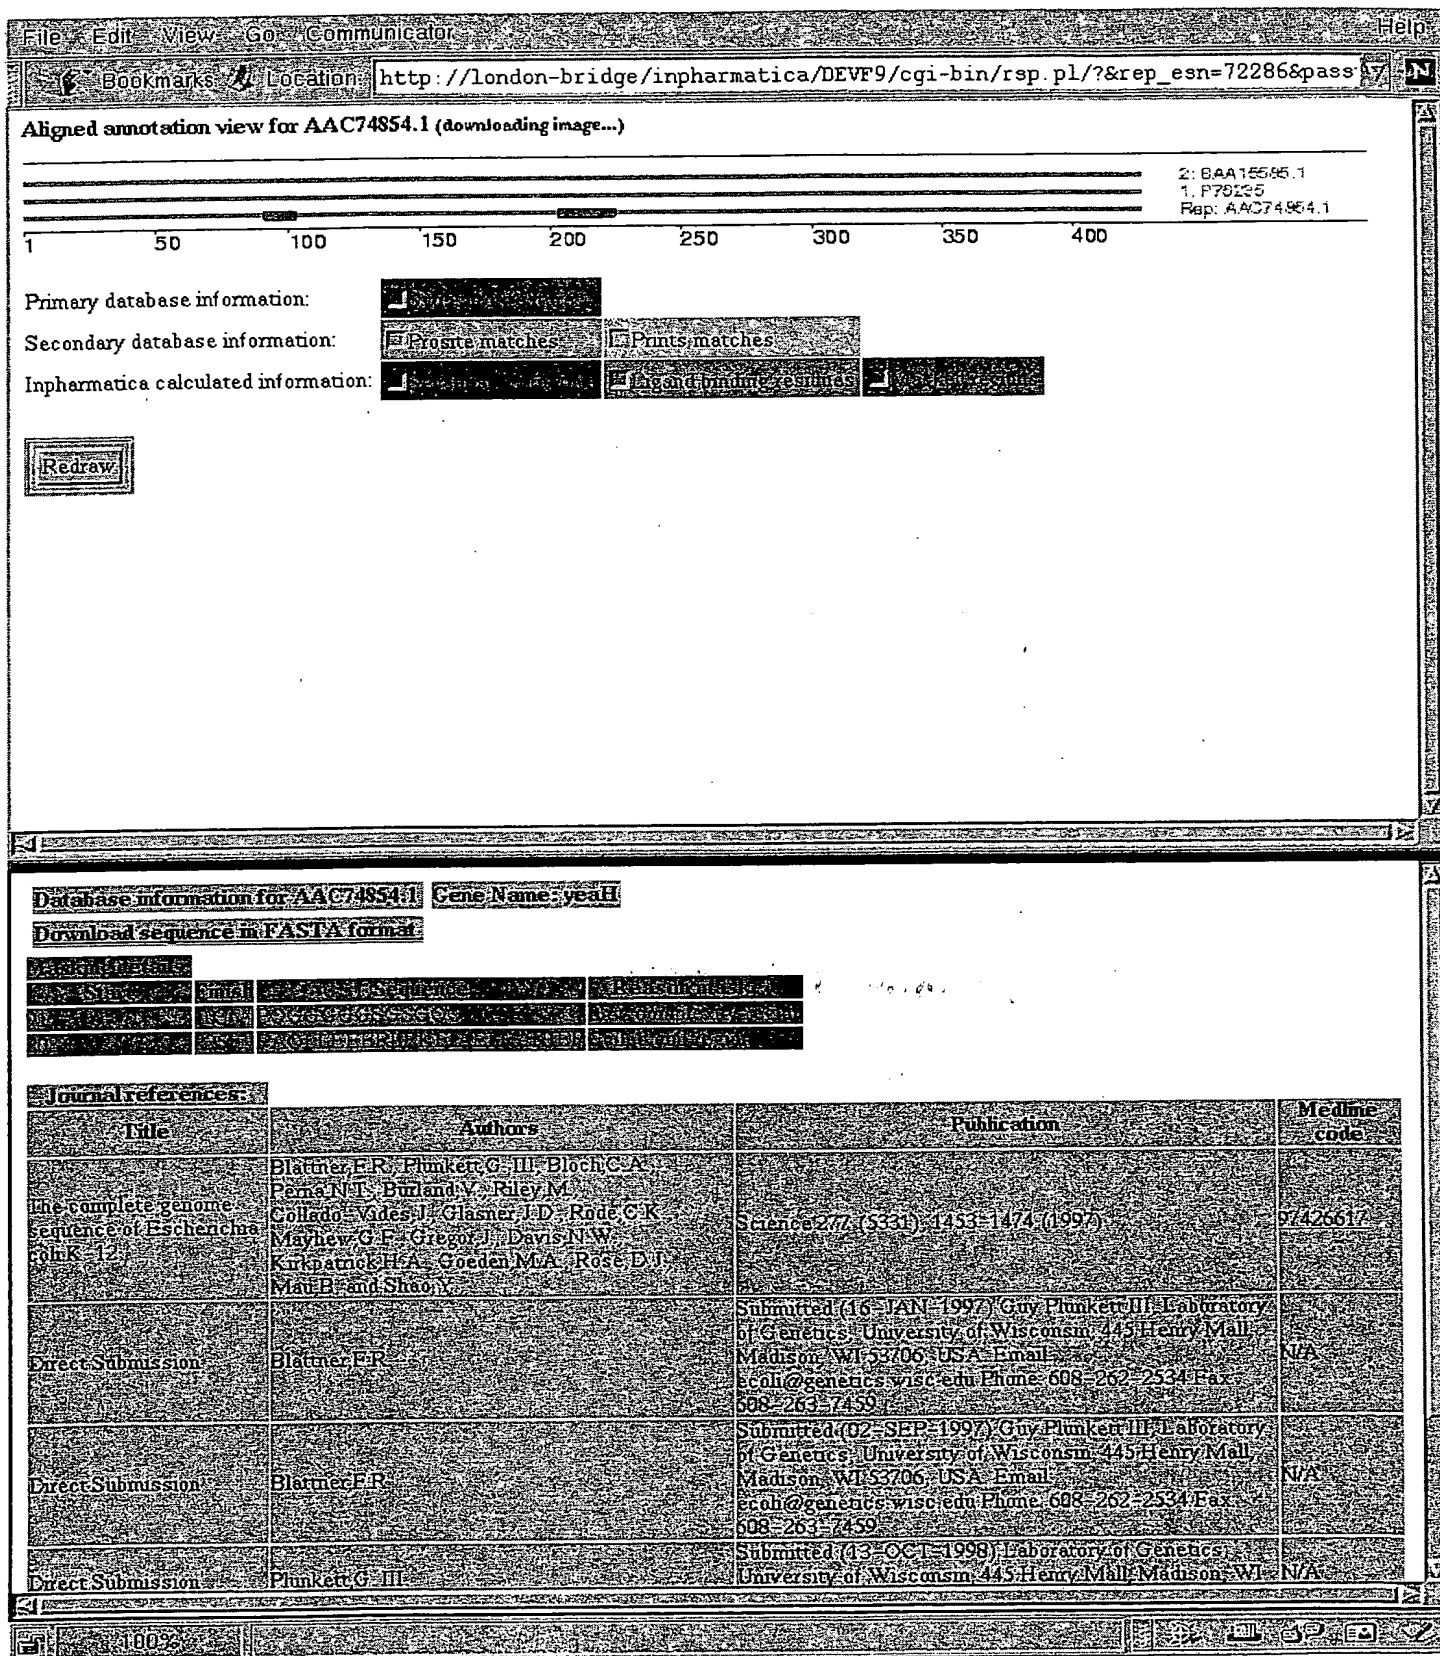 File Edit View Go Communicator Help
Bookmarks Location: http://london-bridge/inpharmatica/DEVF9/cgi-bin/rsp.pl/?&rep_esn=72286&pass
N
Aligned annotation view for AAC74854.1 (downloading image...)
2: BAA15585.1
1: P76235
Rep: AAC74854.1
1 50 100 150 200 250 300 350 400
Primary database information:
Secondary database information: Prosite matches Prints matches
Inpharmatica calculated information: Ligand binding residues
Redraw
Database information for AAC74854.1 Gene Name: yeaH
Download sequence in FASTA format
Masking details:
Start Finish Sequence
Journal references:
Title Authors Publication Medline code
The complete genome sequence of Escherichia coli K-12
Blattner,F.R., Plunkett,G. III, Bloch,C.A.,
Perna,N.T., Burland,V., Riley,M.,
Collado-Vides,J., Glasner,J.D., Rode,C.K.,
Mayhew,G.F., Gregor,J., Davis,N.W.,
Kirkpatrick,H.A., Goeden,M.A., Rose,D.J.,
Mau,B. and Shao,Y.
Science 277 (5331), 1453-1474 (1997)
97426617
Direct Submission
Blattner,F.R.
Submitted (16-JAN-1997) Guy Plunkett III, Laboratory
of Genetics, University of Wisconsin, 445 Henry Mall,
Madison, WI 53706, USA. Email:
ecoli@genetics.wisc.edu Phone: 608-262-2534 Fax:
608-263-7459
N/A
Direct Submission
Blattner,F.R.
Submitted (02-SEP-1997) Guy Plunkett III, Laboratory
of Genetics, University of Wisconsin, 445 Henry Mall,
Madison, WI 53706, USA. Email:
ecoli@genetics.wisc.edu Phone: 608-262-2534 Fax:
608-263-7459
N/A
Direct Submission
Plunkett,G. III
Submitted (13-OCT-1998) Laboratory of Genetics,
University of Wisconsin, 445 Henry Mall, Madison, WI
N/A
100%